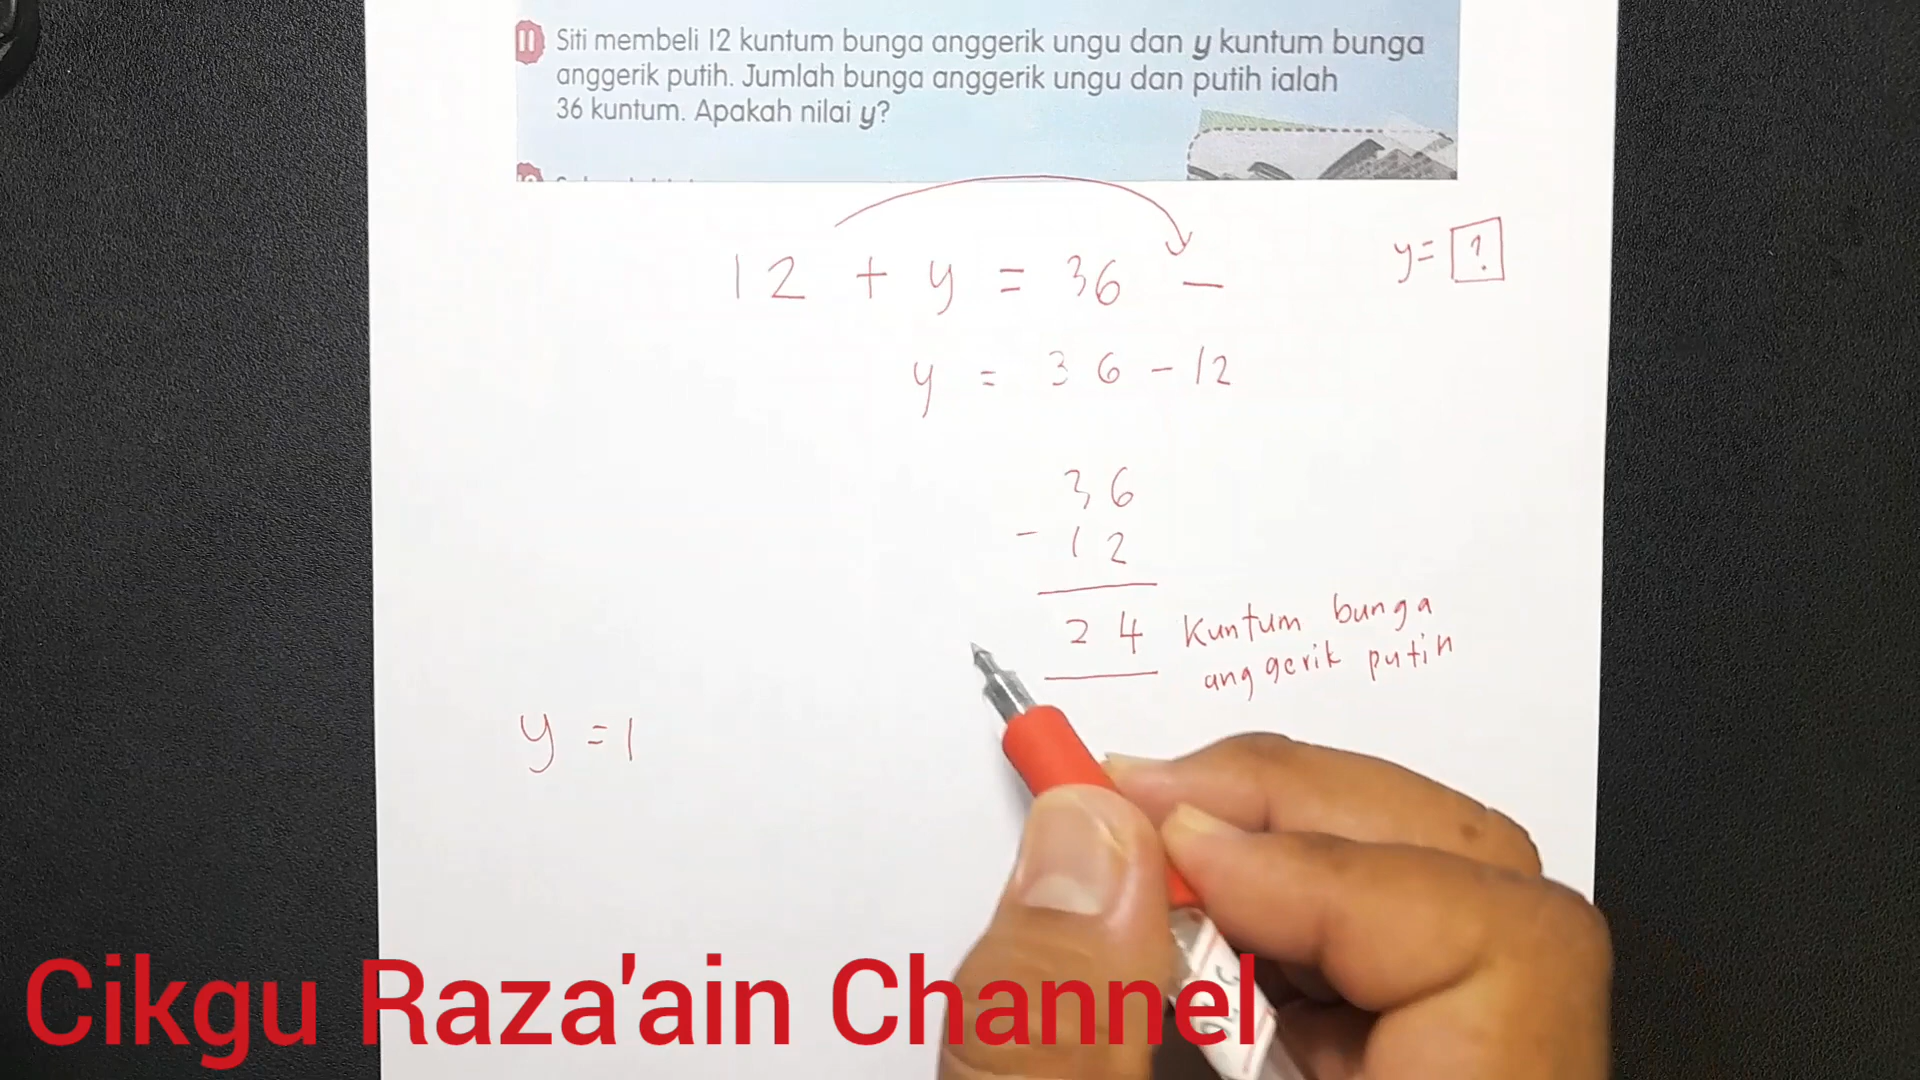 11 Siti membeli 12 kuntum bunga anggerik ungu dan y kuntum bunga
anggerik putih. Jumlah bunga anggerik ungu dan putih ialah
36 kuntum. Apakah nilai y?
12 + y = 36 −
y = ?
y = 36 − 12
36
− 12
24 kuntum bunga
anggerik putih
y = 1
Cikgu Raza'ain Channel